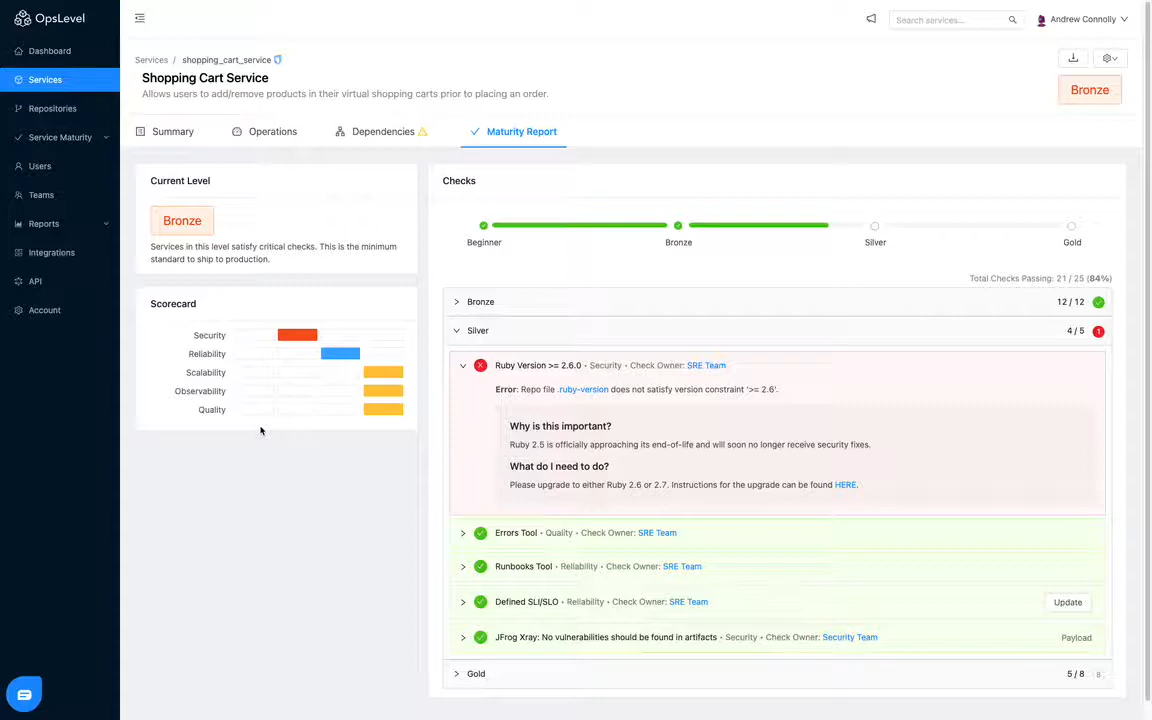 OpsLevel
Search services...
Andrew Connolly
Dashboard
Services
Repositories
Service Maturity
Users
Teams
Reports
Integrations
API
Account
Services / shopping_cart_service
Shopping Cart Service
Allows users to add/remove products in their virtual shopping carts prior to placing an order.
Bronze
Summary
Operations
Dependencies
Maturity Report
Current Level
Bronze
Services in this level satisfy critical checks. This is the minimum
standard to ship to production.
Scorecard
Security
Reliability
Scalability
Observability
Quality
Checks
Beginner
Bronze
Silver
Gold
Total Checks Passing: 21 / 25 (84%)
Bronze 12 / 12
Silver 4 / 5 1
Ruby Version >= 2.6.0 • Security • Check Owner: SRE Team
Error: Repo file .ruby-version does not satisfy version constraint '>= 2.6'.
Why is this important?
Ruby 2.5 is officially approaching its end-of-life and will soon no longer receive security fixes.
What do I need to do?
Please upgrade to either Ruby 2.6 or 2.7. Instructions for the upgrade can be found HERE.
Errors Tool • Quality • Check Owner: SRE Team
Runbooks Tool • Reliability • Check Owner: SRE Team
Defined SLI/SLO • Reliability • Check Owner: SRE Team Update
JFrog Xray: No vulnerabilities should be found in artifacts • Security • Check Owner: Security Team Payload
Gold 5 / 8 8